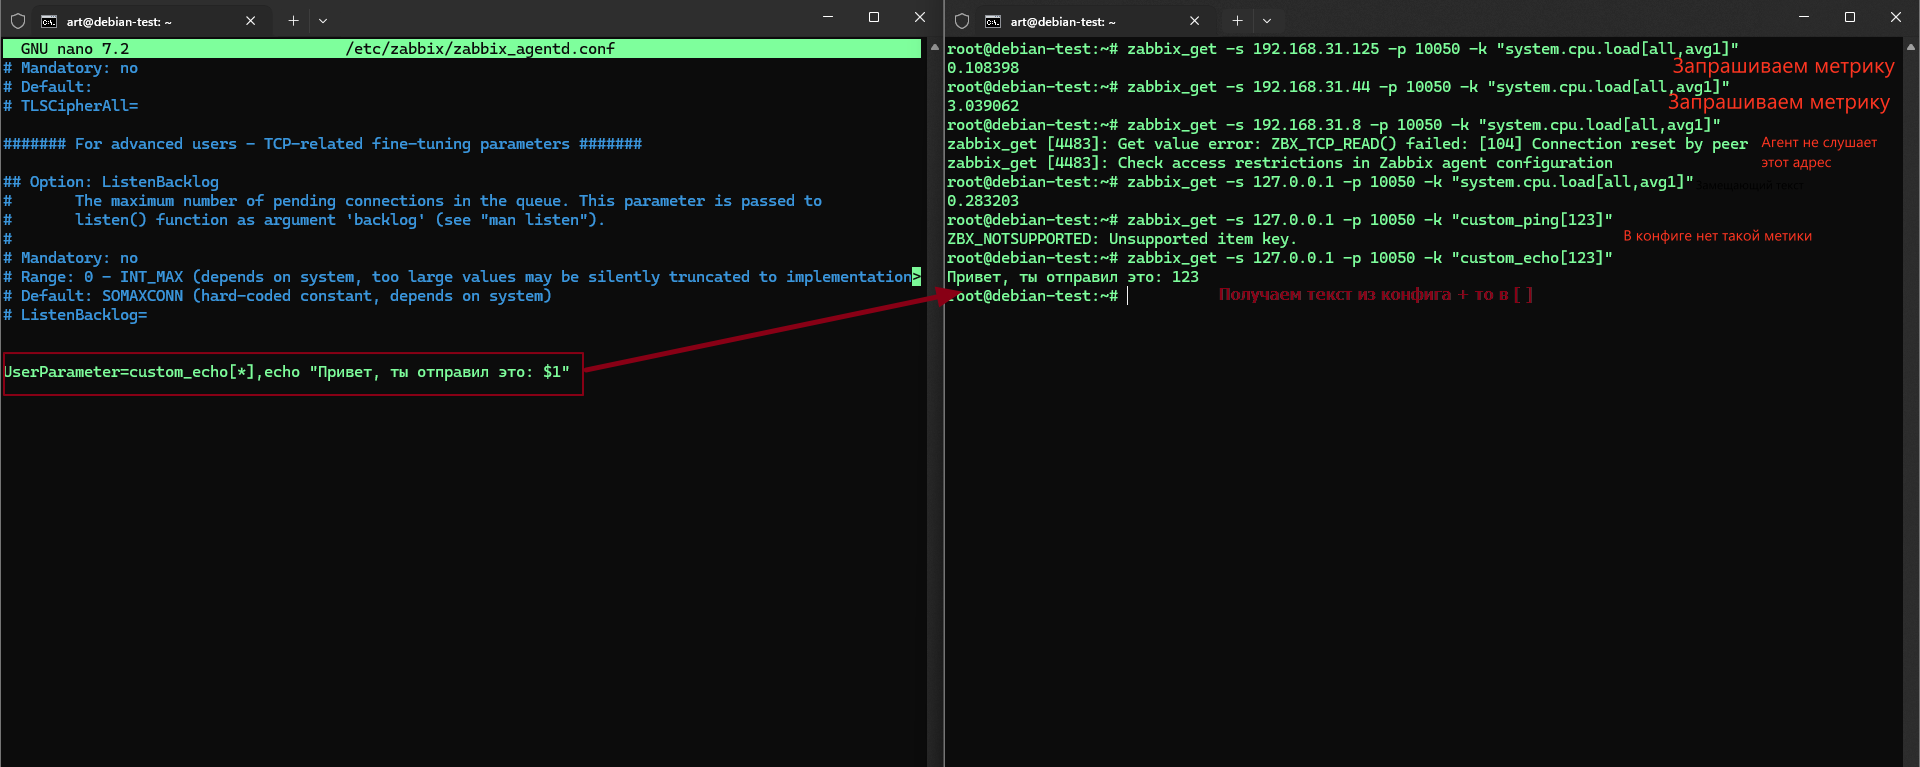 art@debian-test: ~
GNU nano 7.2 /etc/zabbix/zabbix_agentd.conf
# Mandatory: no
# Default:
# TLSCipherAll=
####### For advanced users - TCP-related fine-tuning parameters #######
## Option: ListenBacklog
# The maximum number of pending connections in the queue. This parameter is passed to
# listen() function as argument 'backlog' (see "man listen").
#
# Mandatory: no
# Range: 0 - INT_MAX (depends on system, too large values may be silently truncated to implementation>
# Default: SOMAXCONN (hard-coded constant, depends on system)
# ListenBacklog=
UserParameter=custom_echo[*],echo "Привет, ты отправил это: $1"
art@debian-test: ~
root@debian-test:~# zabbix_get -s 192.168.31.125 -p 10050 -k "system.cpu.load[all,avg1]"
0.108398
Запрашиваем метрику
root@debian-test:~# zabbix_get -s 192.168.31.44 -p 10050 -k "system.cpu.load[all,avg1]"
3.039062
Запрашиваем метрику
root@debian-test:~# zabbix_get -s 192.168.31.8 -p 10050 -k "system.cpu.load[all,avg1]"
zabbix_get [4483]: Get value error: ZBX_TCP_READ() failed: [104] Connection reset by peer
zabbix_get [4483]: Check access restrictions in Zabbix agent configuration
Агент не слушает
этот адрес
root@debian-test:~# zabbix_get -s 127.0.0.1 -p 10050 -k "system.cpu.load[all,avg1]"
Замещающий текст
0.283203
root@debian-test:~# zabbix_get -s 127.0.0.1 -p 10050 -k "custom_ping[123]"
ZBX_NOTSUPPORTED: Unsupported item key.
В конфиге нет такой метики
root@debian-test:~# zabbix_get -s 127.0.0.1 -p 10050 -k "custom_echo[123]"
Привет, ты отправил это: 123
root@debian-test:~#
Получаем текст из конфига + то в [ ]